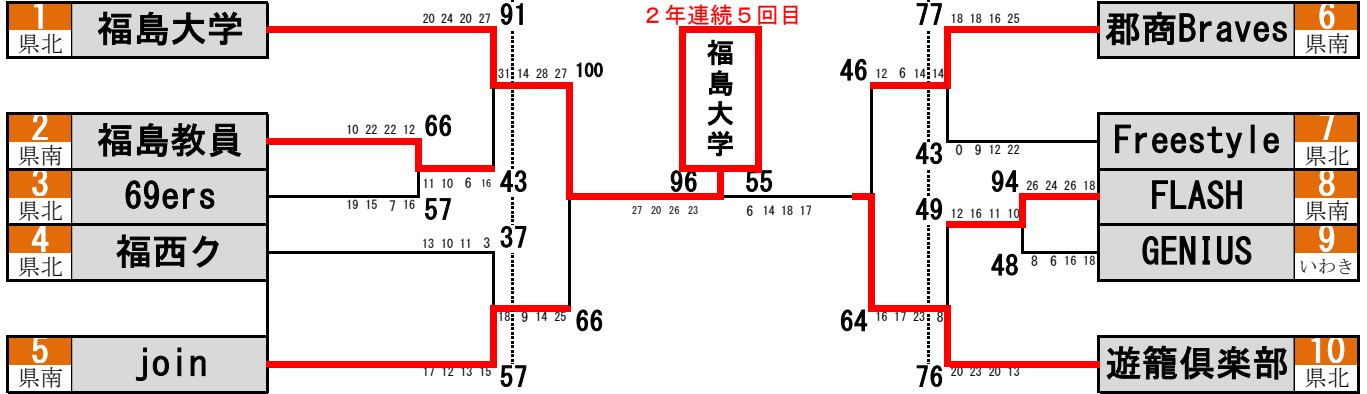 1
県北
福島大学
20 24 20 27
91
31 14 28 27
100
2
県南
福島教員
10 22 22 12
66
11 10 6 16
43
3
県北
69ers
19 15 7 16
57
4
県北
福西ク
13 10 11 3
37
18 9 14 25
66
5
県南
join
17 12 13 15
57
２年連続５回目
福島大学
96
55
27 20 26 23
6 14 18 17
77
18 18 16 25
郡商Braves
6
県南
46
12 6 14 14
43
0 9 12 22
Freestyle
7
県北
94
26 24 26 18
FLASH
8
県南
49
12 16 11 10
48
8 6 16 18
GENIUS
9
いわき
64
16 17 23 8
76
20 23 20 13
遊籠倶楽部
10
県北